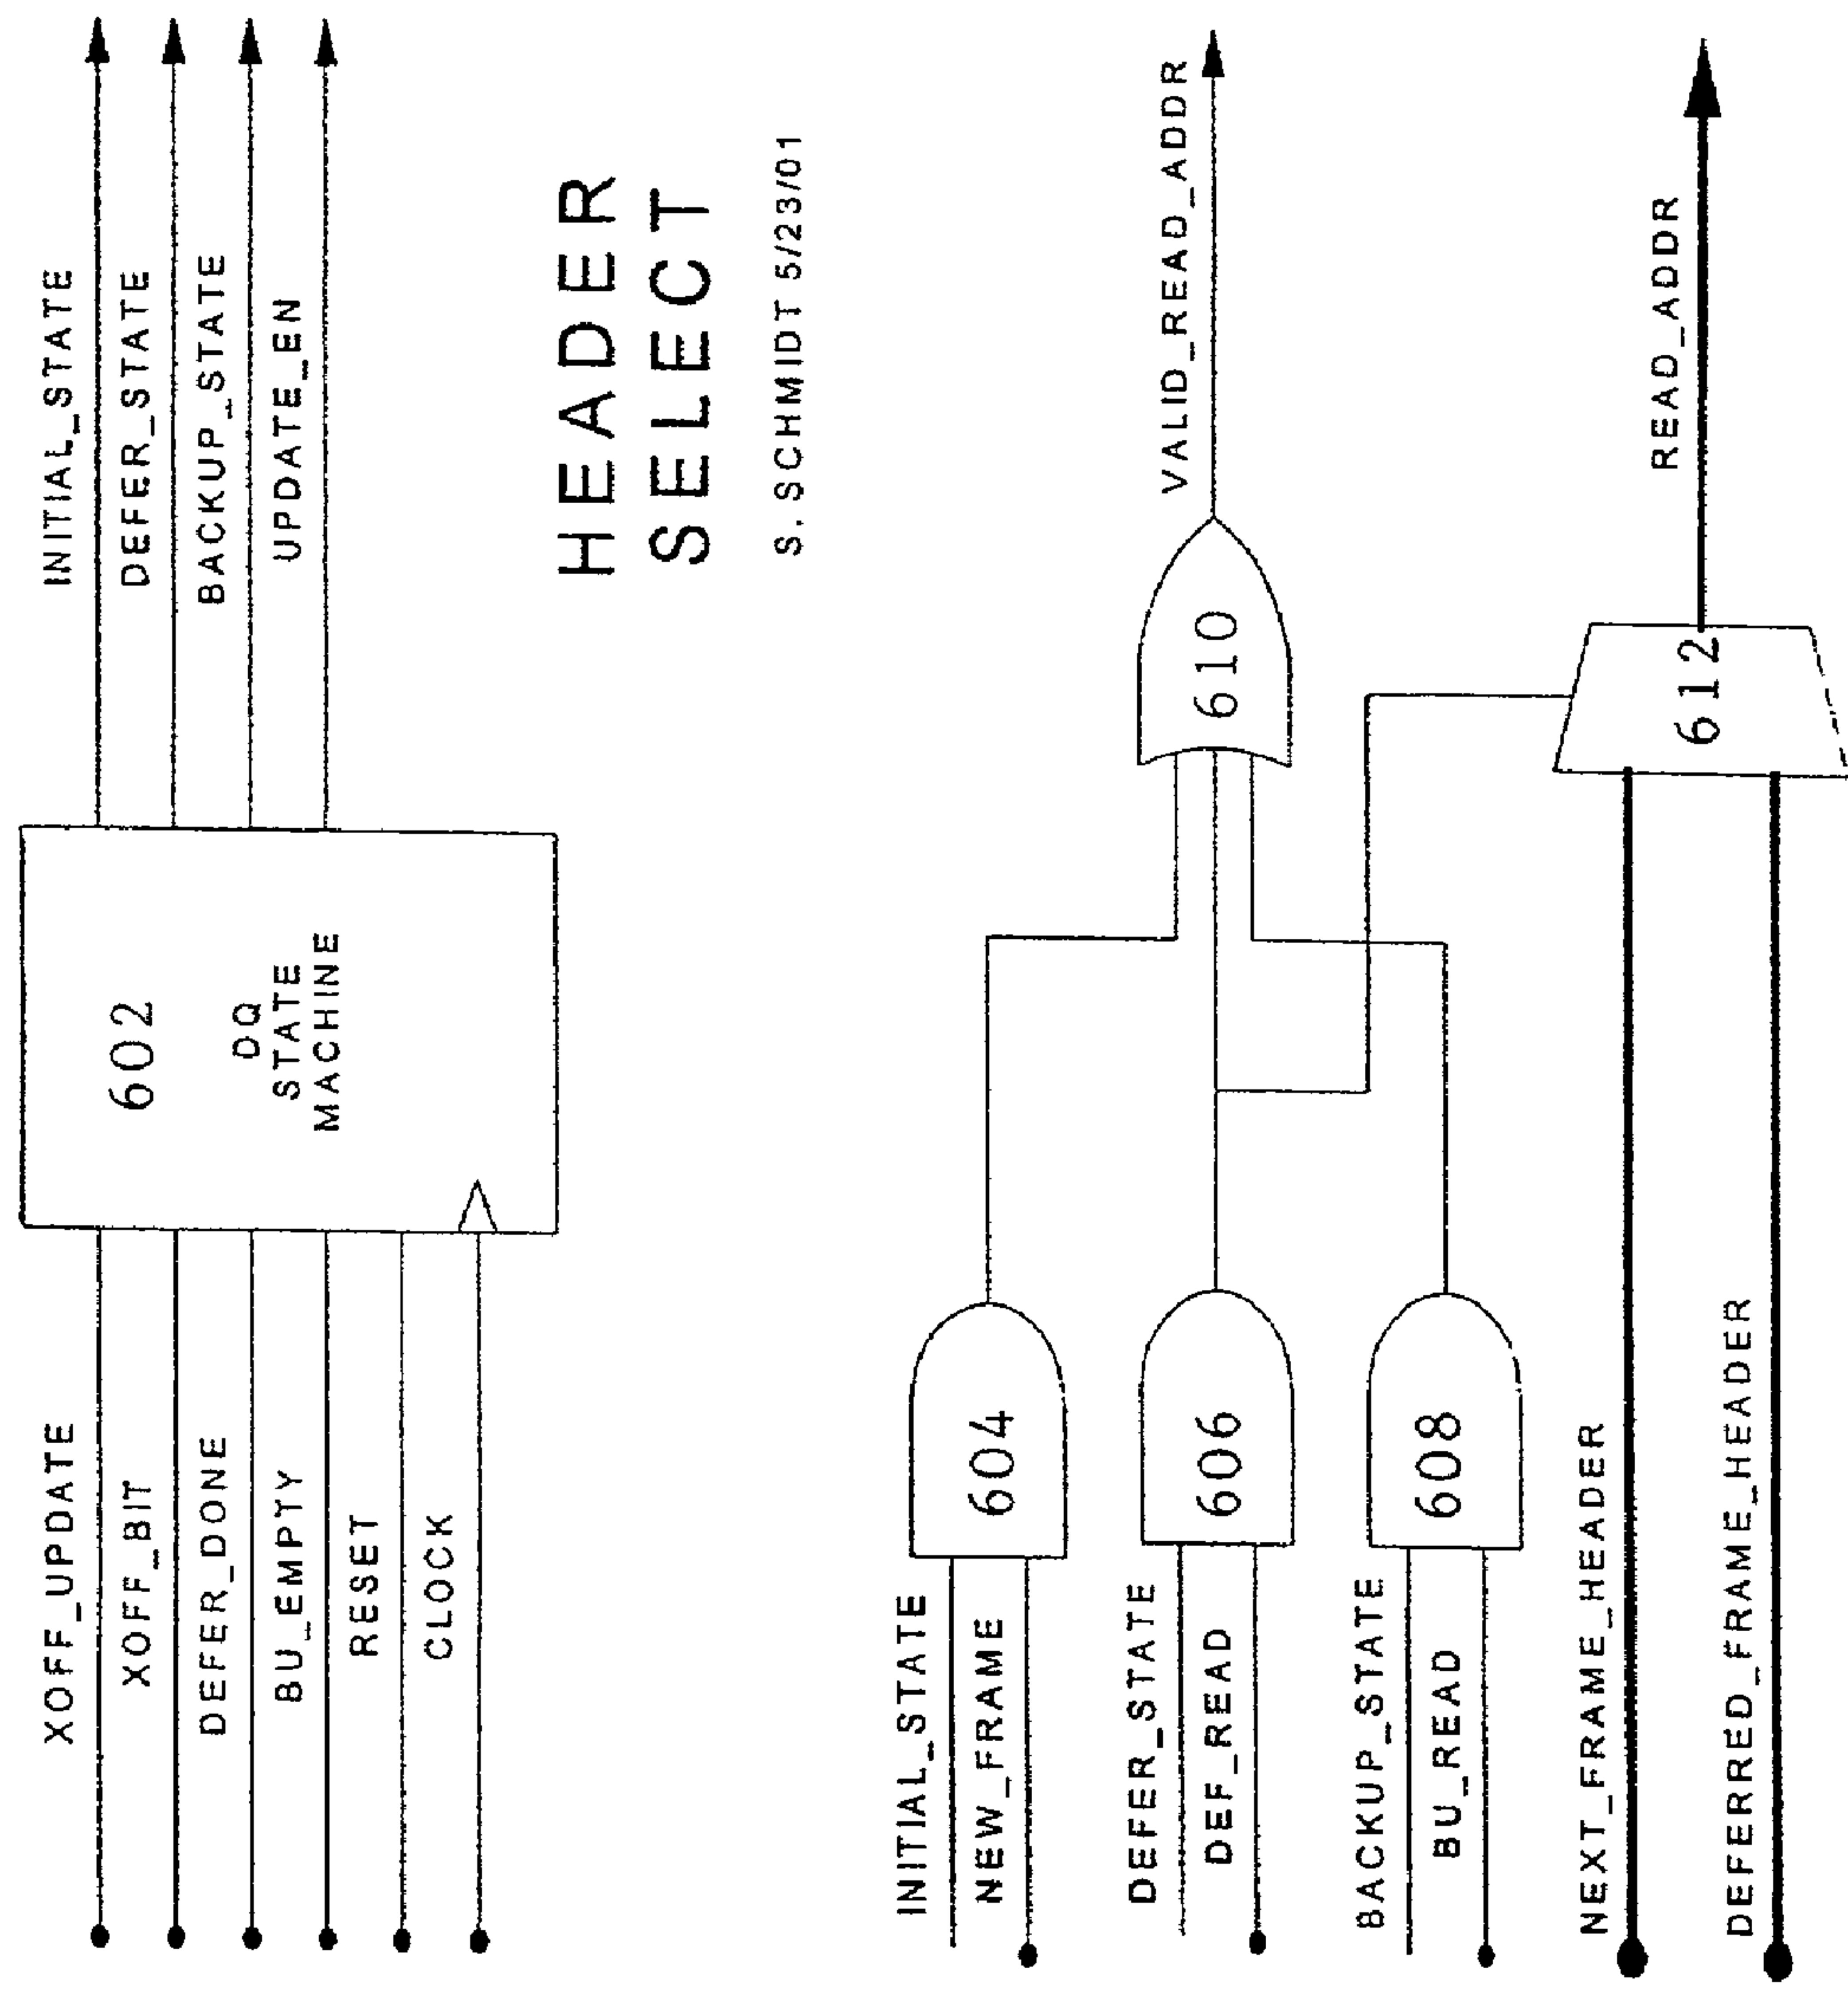 XOFF_UPDATE
XOFF_BIT
DEFER_DONE
BU_EMPTY
RESET
CLOCK
602
DQ
STATE
MACHINE
INITIAL_STATE
DEFER_STATE
BACKUP_STATE
UPDATE_EN
HEADER
SELECT
S.SCHMIDT 5/23/01
INITIAL_STATE
NEW_FRAME
604
DEFER_STATE
DEF_READ
606
BACKUP_STATE
BU_READ
608
610
VALID_READ_ADDR
NEXT_FRAME_HEADER
DEFERRED_FRAME_HEADER
612
READ_ADDR